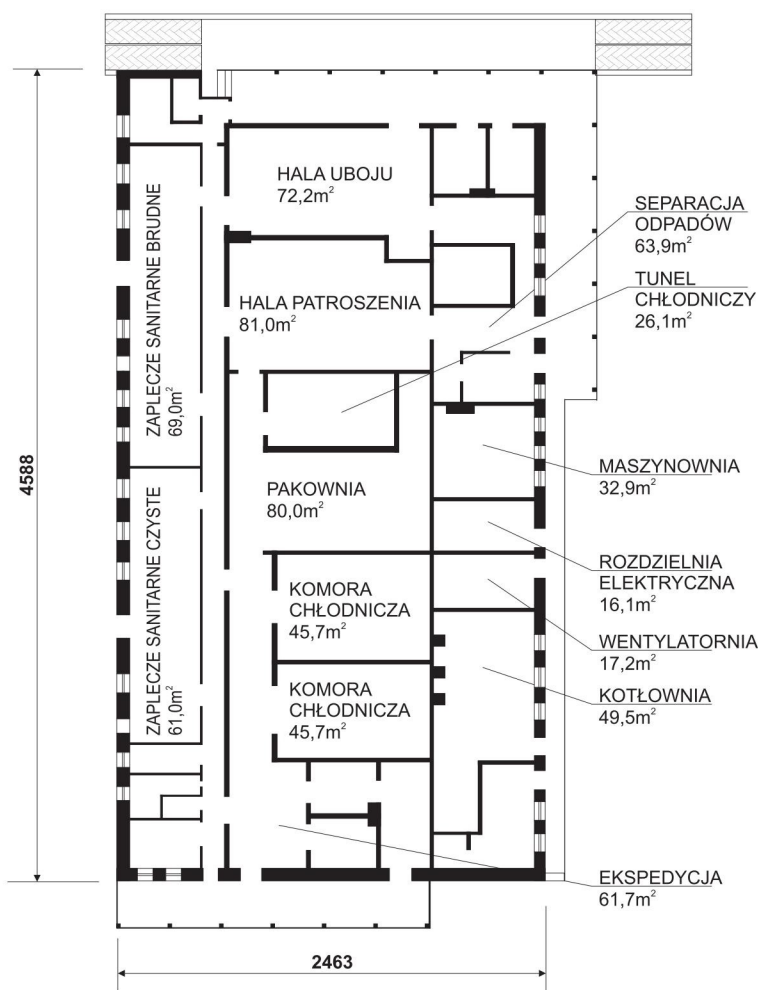 HALA UBOJU
72,2m²
SEPARACJA
ODPADÓW
63,9m²
TUNEL
CHŁODNICZY
26,1m²
HALA PATROSZENIA
81,0m²
ZAPLECZE SANITARNE BRUDNE
69,0m²
MASZYNOWNIA
32,9m²
PAKOWNIA
80,0m²
4588
ZAPLECZE SANITARNE CZYSTE
61,0m²
ROZDZIELNIA
ELEKTRYCZNA
16,1m²
KOMORA
CHŁODNICZA
45,7m²
WENTYLATORNIA
17,2m²
KOTŁOWNIA
49,5m²
KOMORA
CHŁODNICZA
45,7m²
EKSPEDYCJA
61,7m²
2463